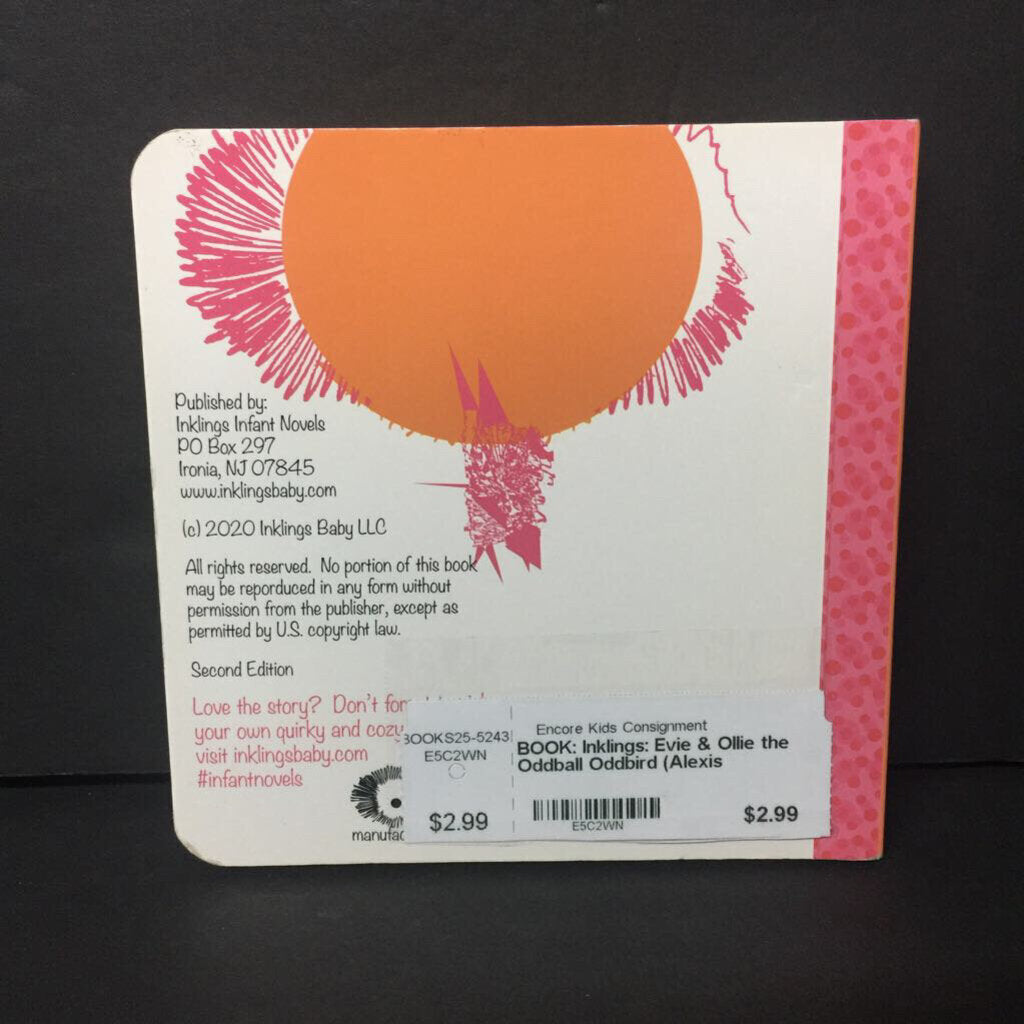 Published by:
Inklings Infant Novels
PO Box 297
Ironia, NJ 07845
www.inklingsbaby.com
(c) 2020 Inklings Baby LLC
All rights reserved. No portion of this book
may be reporduced in any form without
permission from the publisher, except as
permitted by U.S. copyright law.
Second Edition
Love the story? Don't
your own quirky and cozy
visit inklingsbaby.com
#infantnovels
BOOKS25-5243
E5C2WN
$2.99
Encore Kids Consignment
BOOK: Inklings: Evie & Ollie the
Oddball Oddbird (Alexis
E5C2WN
$2.99